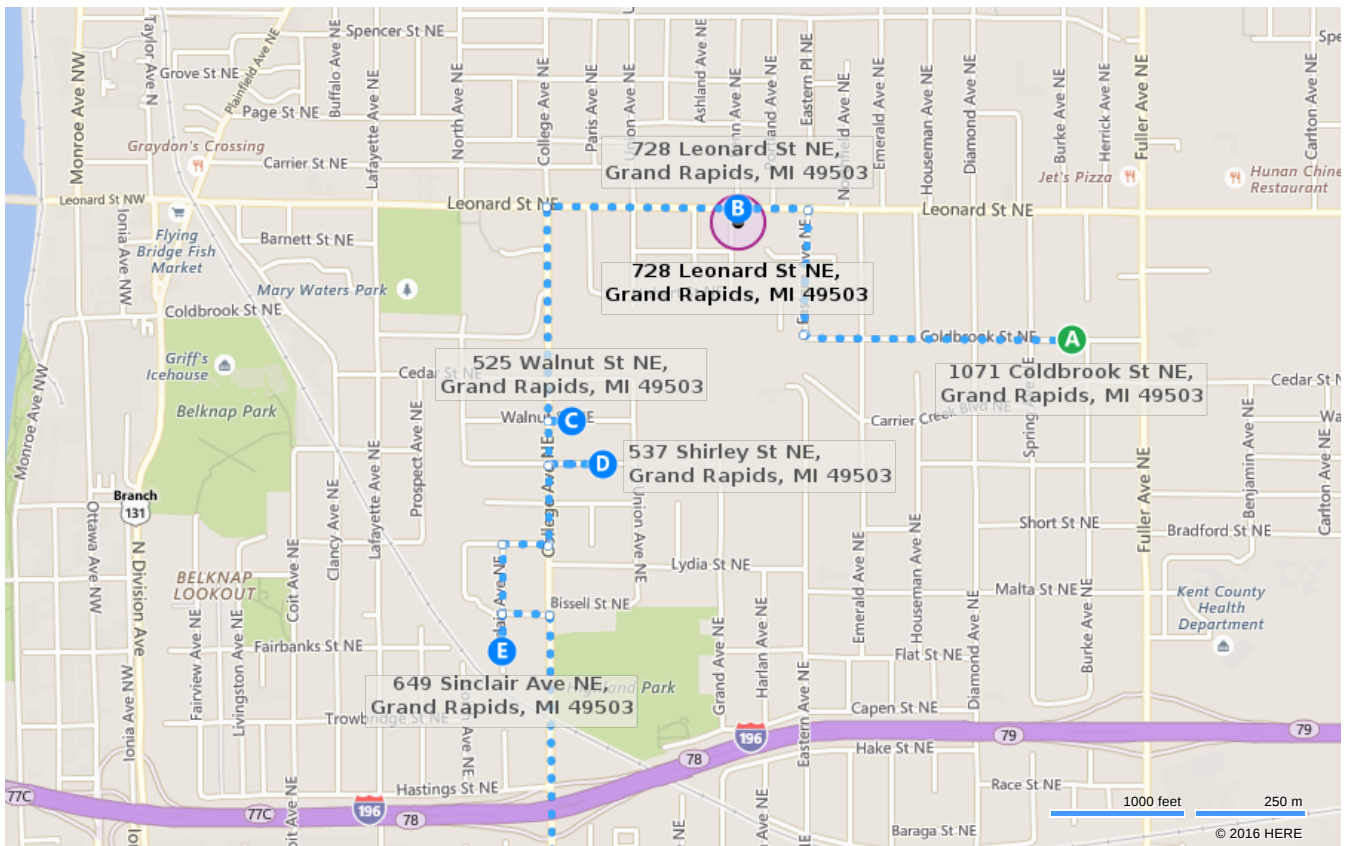 Spencer St NE
Spe
Taylor Ave N
Monroe Ave NW
Grove St NE
Plainfield Ave NE
Buffalo Ave NE
Lafayette Ave NE
North Ave NE
College Ave NE
Paris Ave NE
Ashland Ave NE
Eastern Pl NE
Emerald Ave NE
Houseman Ave NE
Diamond Ave NE
Burke Ave NE
Herrick Ave NE
Fuller Ave NE
Carlton Ave NE
Page St NE
Graydon's Crossing
Carrier St NE
728 Leonard St NE,
Grand Rapids, MI 49503
Jet's Pizza
Hunan Chine
Restaurant
Leonard St NW
Leonard St NE
B
Leonard St NE
Ionia Ave NW
Flying
Bridge Fish
Market
Barnett St NE
728 Leonard St NE,
Grand Rapids, MI 49503
Mary Waters Park
Coldbrook St NE
Coldbrook St NE
A
1071 Coldbrook St NE,
Grand Rapids, MI 49503
Griff's
Icehouse
Cedar St NE
525 Walnut St NE,
Grand Rapids, MI 49503
Cedar St N
Monroe Ave NW
Belknap Park
Walnu
NE
C
Carrier Creek Blvd NE
Wa
Prospect Ave NE
Spring Ave NE
Benjamin Ave NE
Carlton Ave NE
Lafayette Ave NE
College Ave NE
D
537 Shirley St NE,
Grand Rapids, MI 49503
Fuller Ave NE
Branch
131
Ottawa Ave NW
Clancy Ave NE
Union Ave NE
Short St NE
Bradford St NE
N Division Ave
Coit Ave NE
Lydia St NE
Emerald Ave NE
Houseman Ave NE
BELKNAP
LOOKOUT
Malta St NE
Diamond Ave NE
Burke Ave NE
Kent County
Health
Department
Bissell St NE
Fairview Ave NE
Livingston Ave NE
Fairbanks St NE
E
Grand Ave NE
Harlan Ave NE
Flat St NE
649 Sinclair Ave NE,
Grand Rapids, MI 49503
Highland Park
Ionia Ave NW
Trowbridge St NE
Eastern Ave NE
Capen St NE
196
79
79
Hake St NE
78
Race St NE
Hastings St NE
77C
77C
196
78
Baraga St NE
1000 feet
250 m
© 2016 HERE